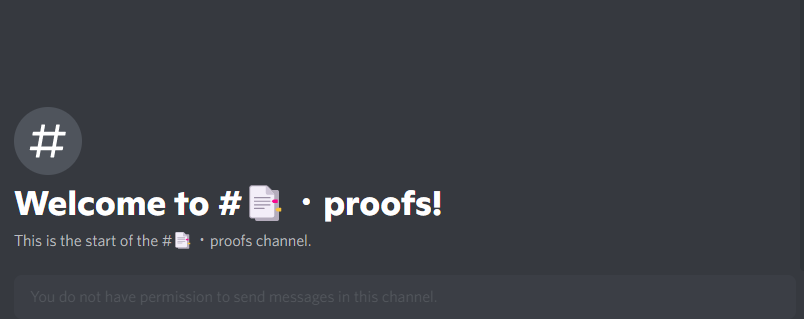 #
Welcome to #📑・proofs!
This is the start of the #📑・proofs channel.
You do not have permission to send messages in this channel.